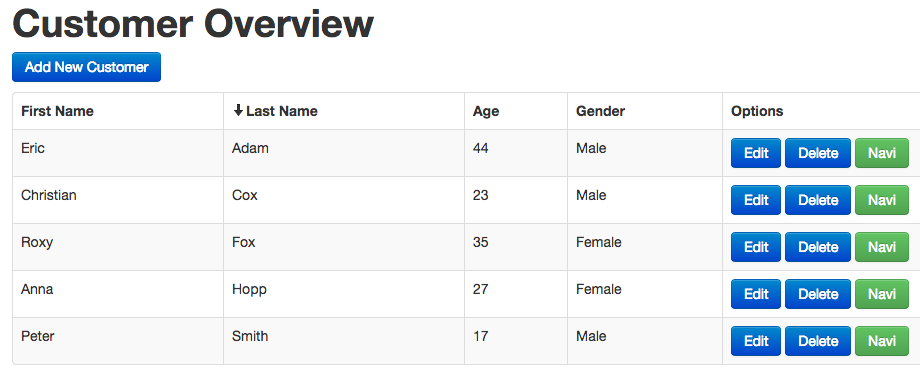 Customer Overview
Add New Customer
First Name Last Name Age Gender Options
Eric Adam 44 Male Edit Delete Navi
Christian Cox 23 Male Edit Delete Navi
Roxy Fox 35 Female Edit Delete Navi
Anna Hopp 27 Female Edit Delete Navi
Peter Smith 17 Male Edit Delete Navi